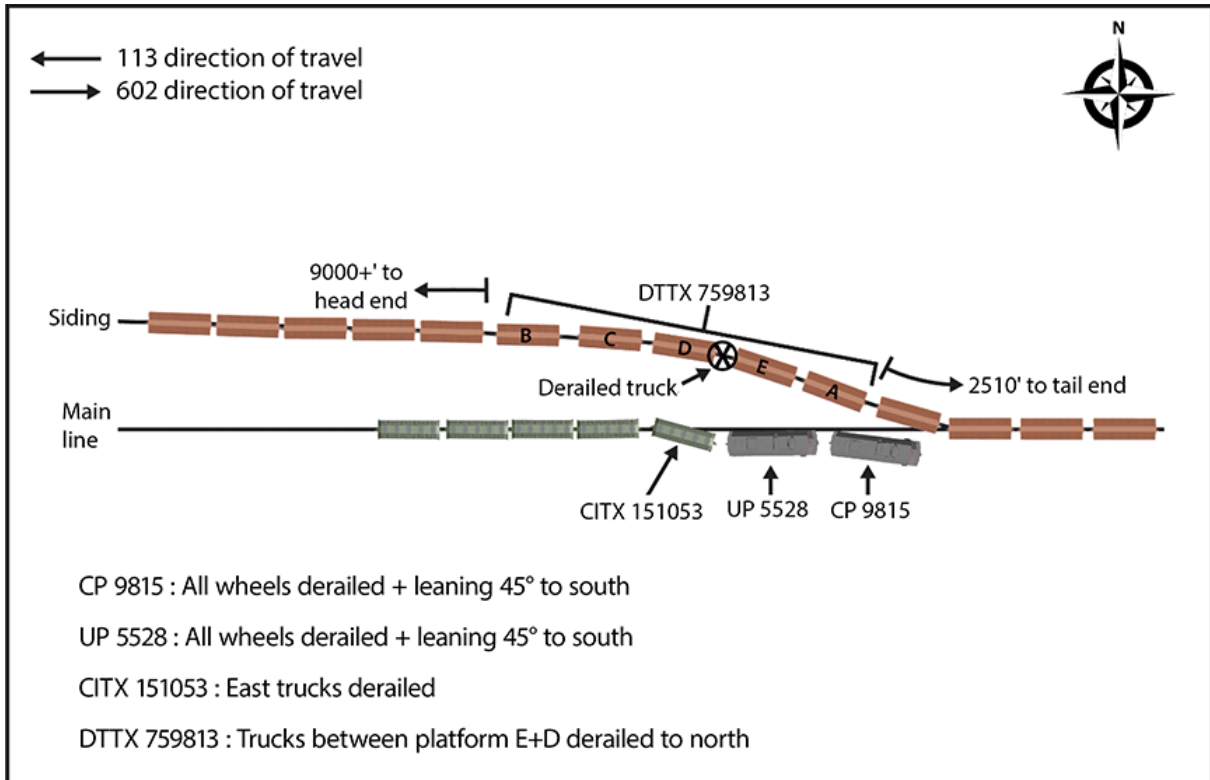 113 direction of travel
602 direction of travel
N
9000+' to
head end
DTTX 759813
Siding
B
C
D
E
A
Derailed truck
2510' to tail end
Main
line
CITX 151053
UP 5528
CP 9815
CP 9815 : All wheels derailed + leaning 45° to south
UP 5528 : All wheels derailed + leaning 45° to south
CITX 151053 : East trucks derailed
DTTX 759813 : Trucks between platform E+D derailed to north